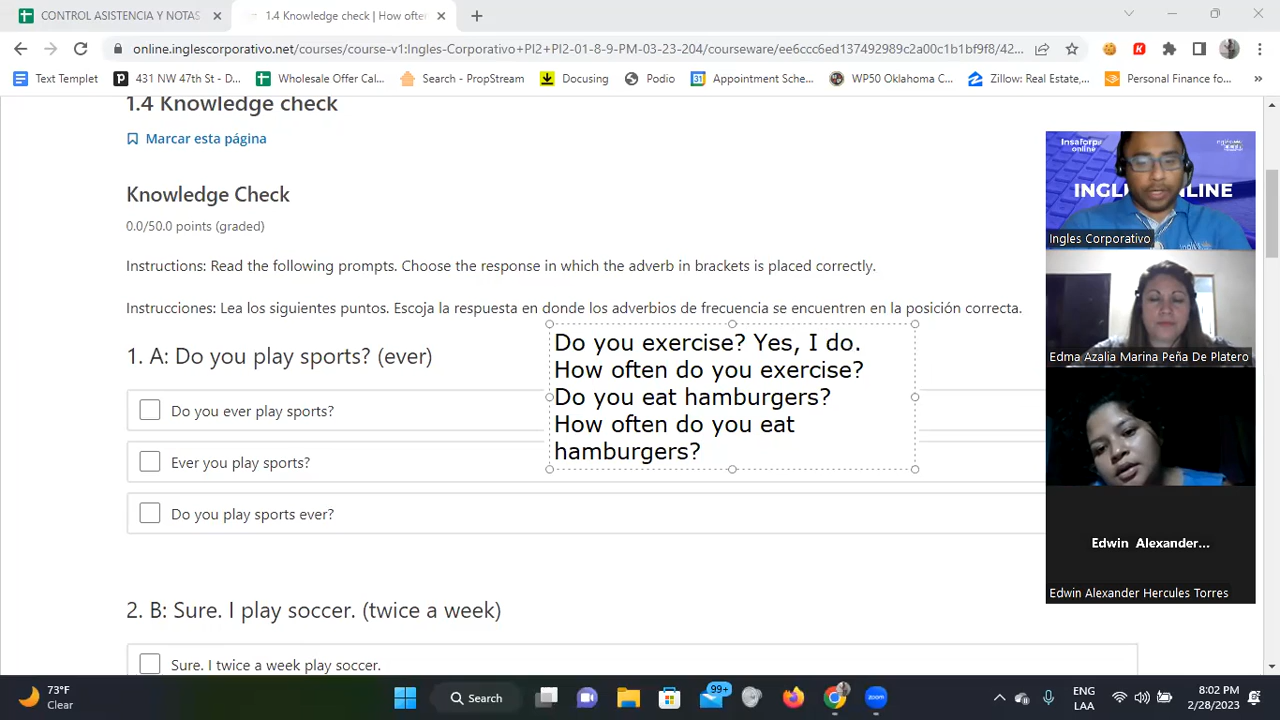 CONTROL ASISTENCIA Y NOTAS
1.4 Knowledge check | How ofte
online.inglescorporativo.net/courses/course-v1:Ingles-Corporativo+PI2+PI2-01-8-9-PM-03-23-204/courseware/ee6ccc6ed137492989c2a00c1b1bf9f8/42...
Text Templet
431 NW 47th St - D...
Wholesale Offer Cal...
Search - PropStream
Docusing
Podio
Appointment Sche...
WP50 Oklahoma C...
Zillow: Real Estate,...
Personal Finance fo...
»
1.4 Knowledge check
Marcar esta página
Knowledge Check
0.0/50.0 points (graded)
Instructions: Read the following prompts. Choose the response in which the adverb in brackets is placed correctly.
Instrucciones: Lea los siguientes puntos. Escoja la respuesta en donde los adverbios de frecuencia se encuentren en la posición correcta.
1. A: Do you play sports? (ever)
Do you ever play sports?
Ever you play sports?
Do you play sports ever?
Do you exercise? Yes, I do.
How often do you exercise?
Do you eat hamburgers?
How often do you eat
hamburgers?
2. B: Sure. I play soccer. (twice a week)
Sure. I twice a week play soccer.
online
Ingles Corporativo
Edma Azalia Marina Peña De Platero
Edwin Alexander...
Edwin Alexander Hercules Torres
73°F
Clear
Search
99+
ENG
LAA
8:02 PM
2/28/2023